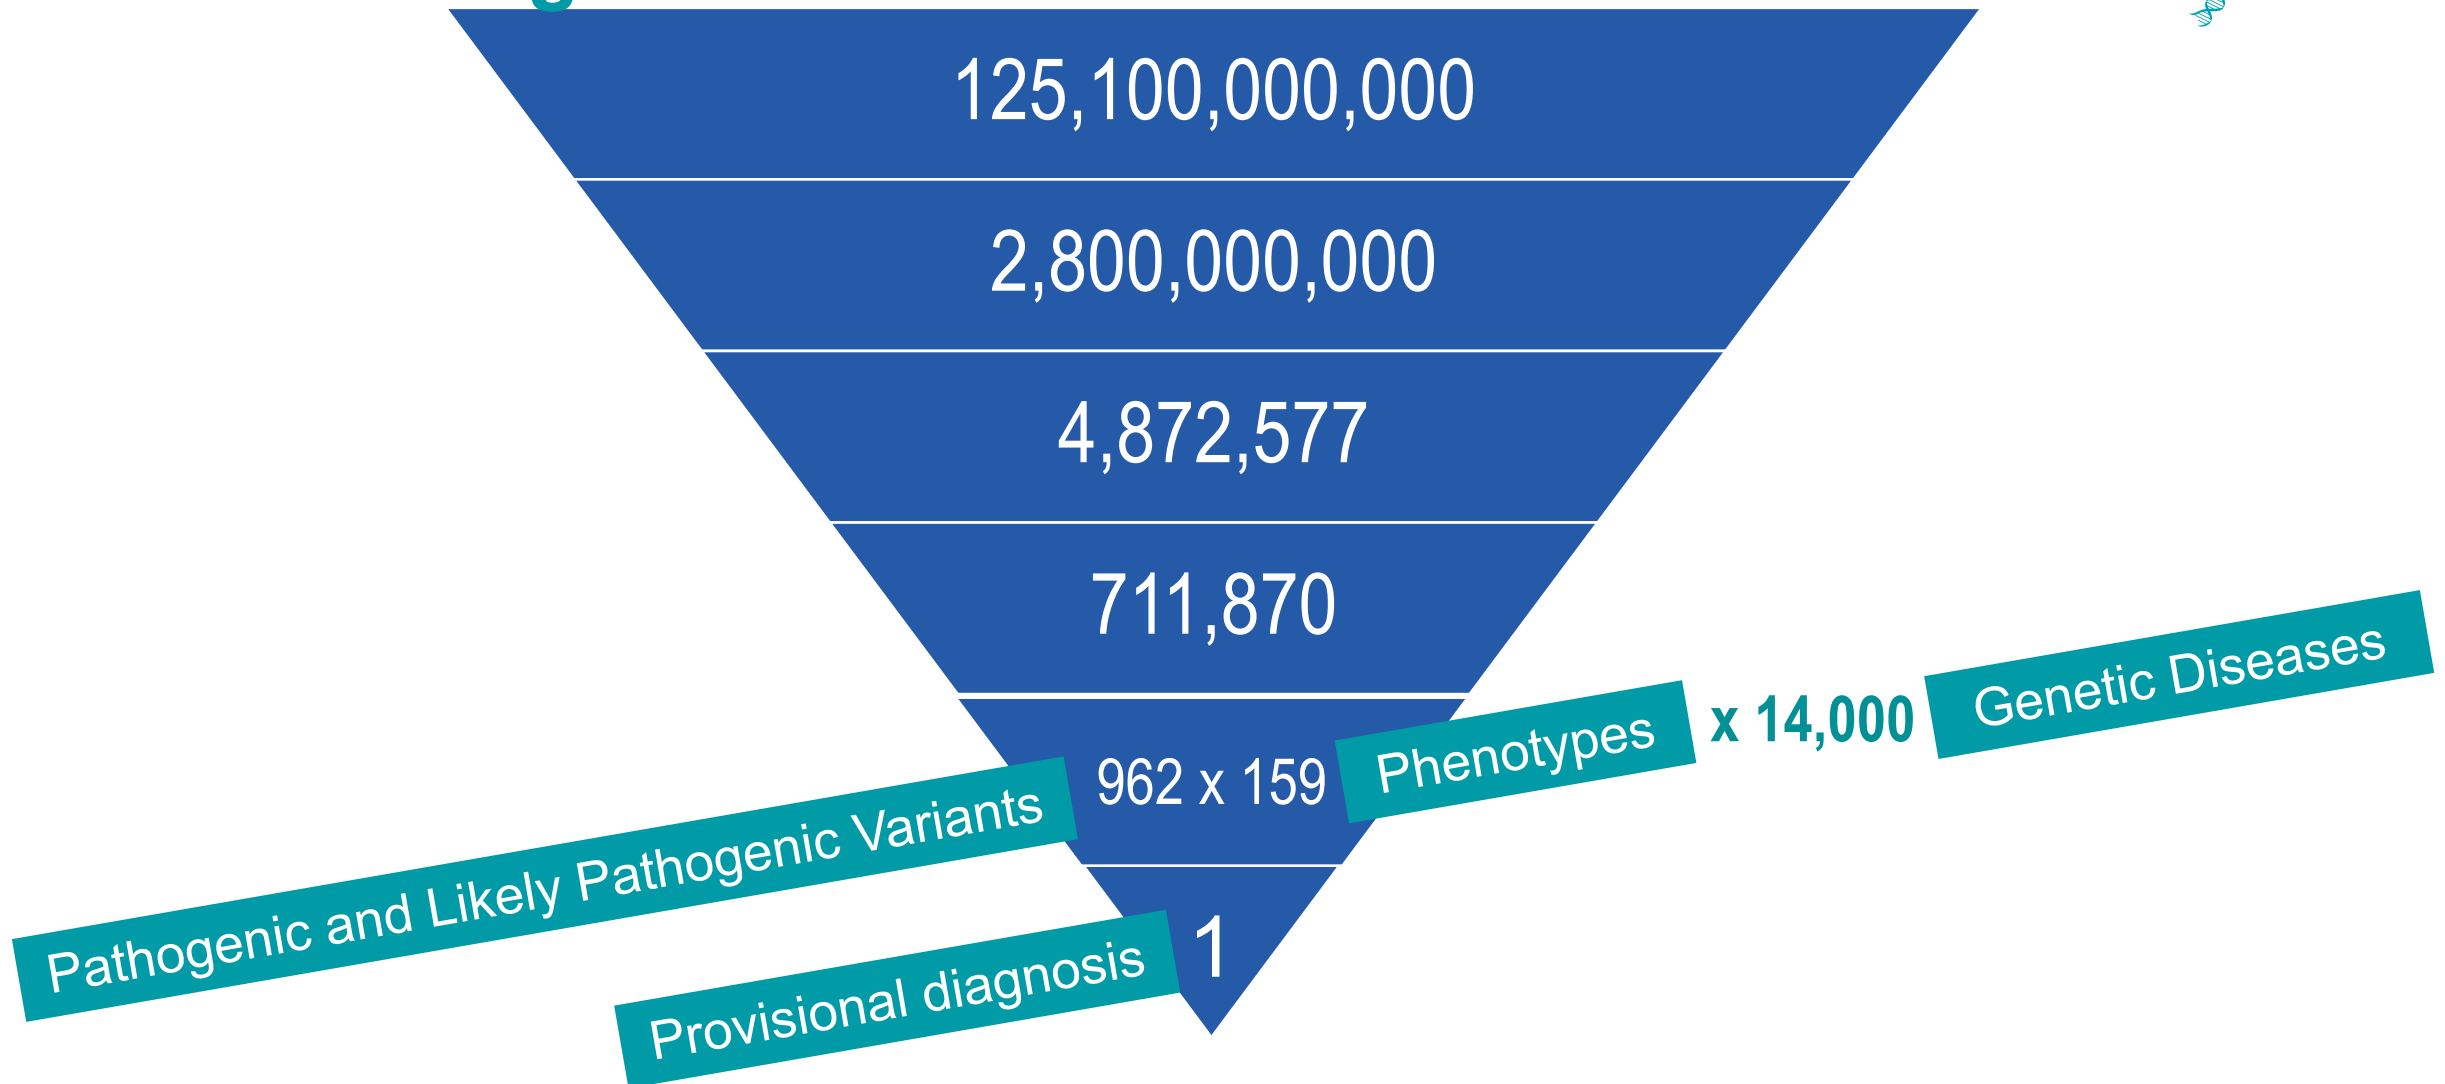 125,100,000,000
2,800,000,000
4,872,577
711,870
Pathogenic and Likely Pathogenic Variants
962 x 159
Phenotypes
x 14,000
Genetic Diseases
Provisional diagnosis
1